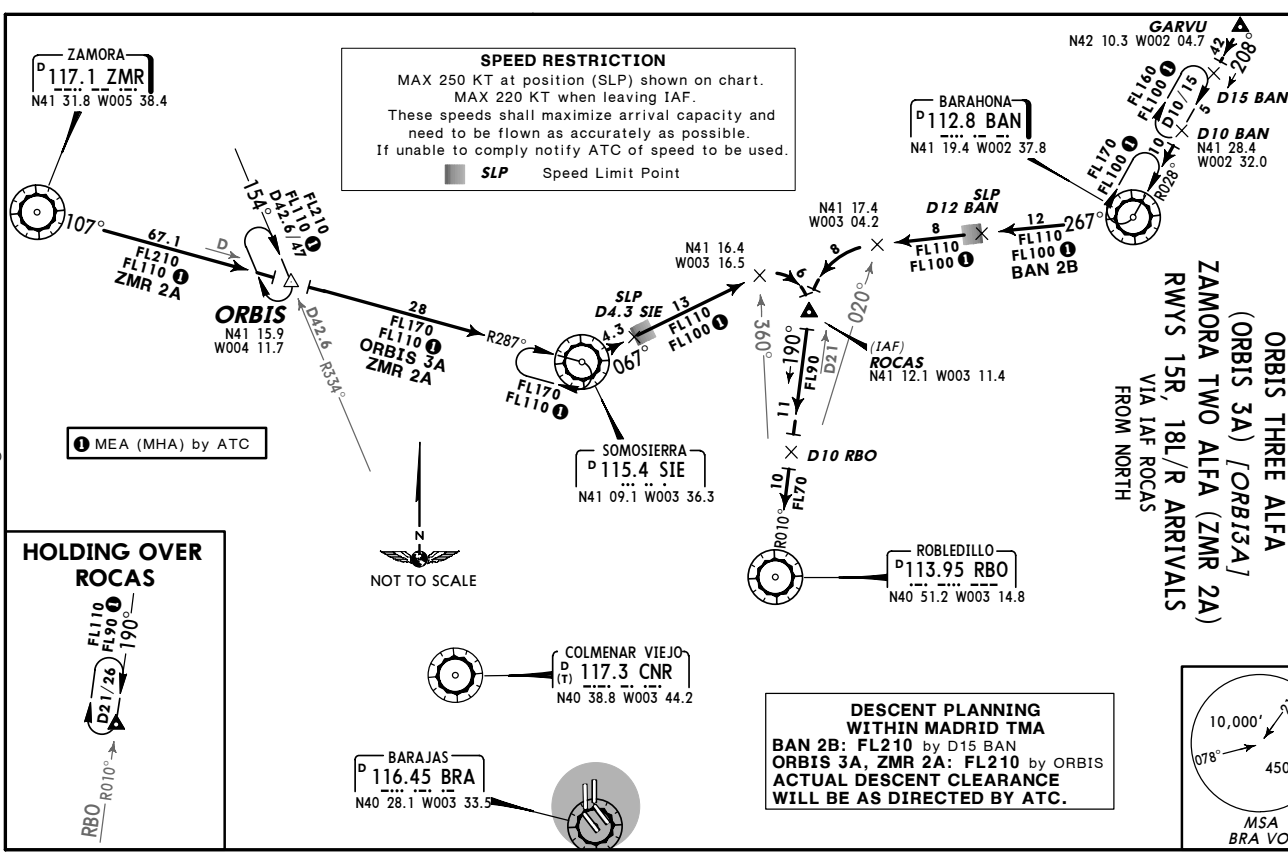 ZAMORA
D 117.1 ZMR
N41 31.8 W005 38.4
SPEED RESTRICTION
MAX 250 KT at position (SLP) shown on chart.
MAX 220 KT when leaving IAF.
These speeds shall maximize arrival capacity and
need to be flown as accurately as possible.
If unable to comply notify ATC of speed to be used.
SLP Speed Limit Point
GARVU
N42 10.3 W002 04.7
42
208°
FL160
FL100 1
D10/15
5
D15 BAN
D10 BAN
N41 28.4
W002 32.0
BARAHONA
D 112.8 BAN
N41 19.4 W002 37.8
FL170
FL100 1
10
R028°
107°
67.1
FL210
FL110 1
ZMR 2A
D
154°
FL210
FL110 1
D42.6/47
ORBIS
N41 15.9
W004 11.7
D42.6
R334°
28
FL170
FL110 1
ORBIS 3A
ZMR 2A
R287°
FL170
FL110 1
SLP
D4.3 SIE
4.3
067°
13
FL110
FL100 1
N41 16.4
W003 16.5
6
N41 17.4
W003 04.2
8
SLP
D12 BAN
8
FL110
FL100 1
12
FL110
FL100 1
BAN 2B
267°
360°
190°
FL90
11
D21
020°
(IAF)
ROCAS
N41 12.1 W003 11.4
D10 RBO
10
FL70
R010°
SOMOSIERRA
D 115.4 SIE
N41 09.1 W003 36.3
ROBLEDILLO
D 113.95 RBO
N40 51.2 W003 14.8
1 MEA (MHA) by ATC
N
NOT TO SCALE
HOLDING OVER
ROCAS
FL110
FL90 1
190°
D21/26
RBO R010°
COLMENAR VIEJO
D
(T) 117.3 CNR
N40 38.8 W003 44.2
BARAJAS
D 116.45 BRA
N40 28.1 W003 33.5
DESCENT PLANNING
WITHIN MADRID TMA
BAN 2B: FL210 by D15 BAN
ORBIS 3A, ZMR 2A: FL210 by ORBIS
ACTUAL DESCENT CLEARANCE
WILL BE AS DIRECTED BY ATC.
ORBIS THREE ALFA
(ORBIS 3A) [ORBI3A]
ZAMORA TWO ALFA (ZMR 2A)
RWYS 15R, 18L/R ARRIVALS
VIA IAF ROCAS
FROM NORTH
10,000'
078°
450
MSA
BRA VO